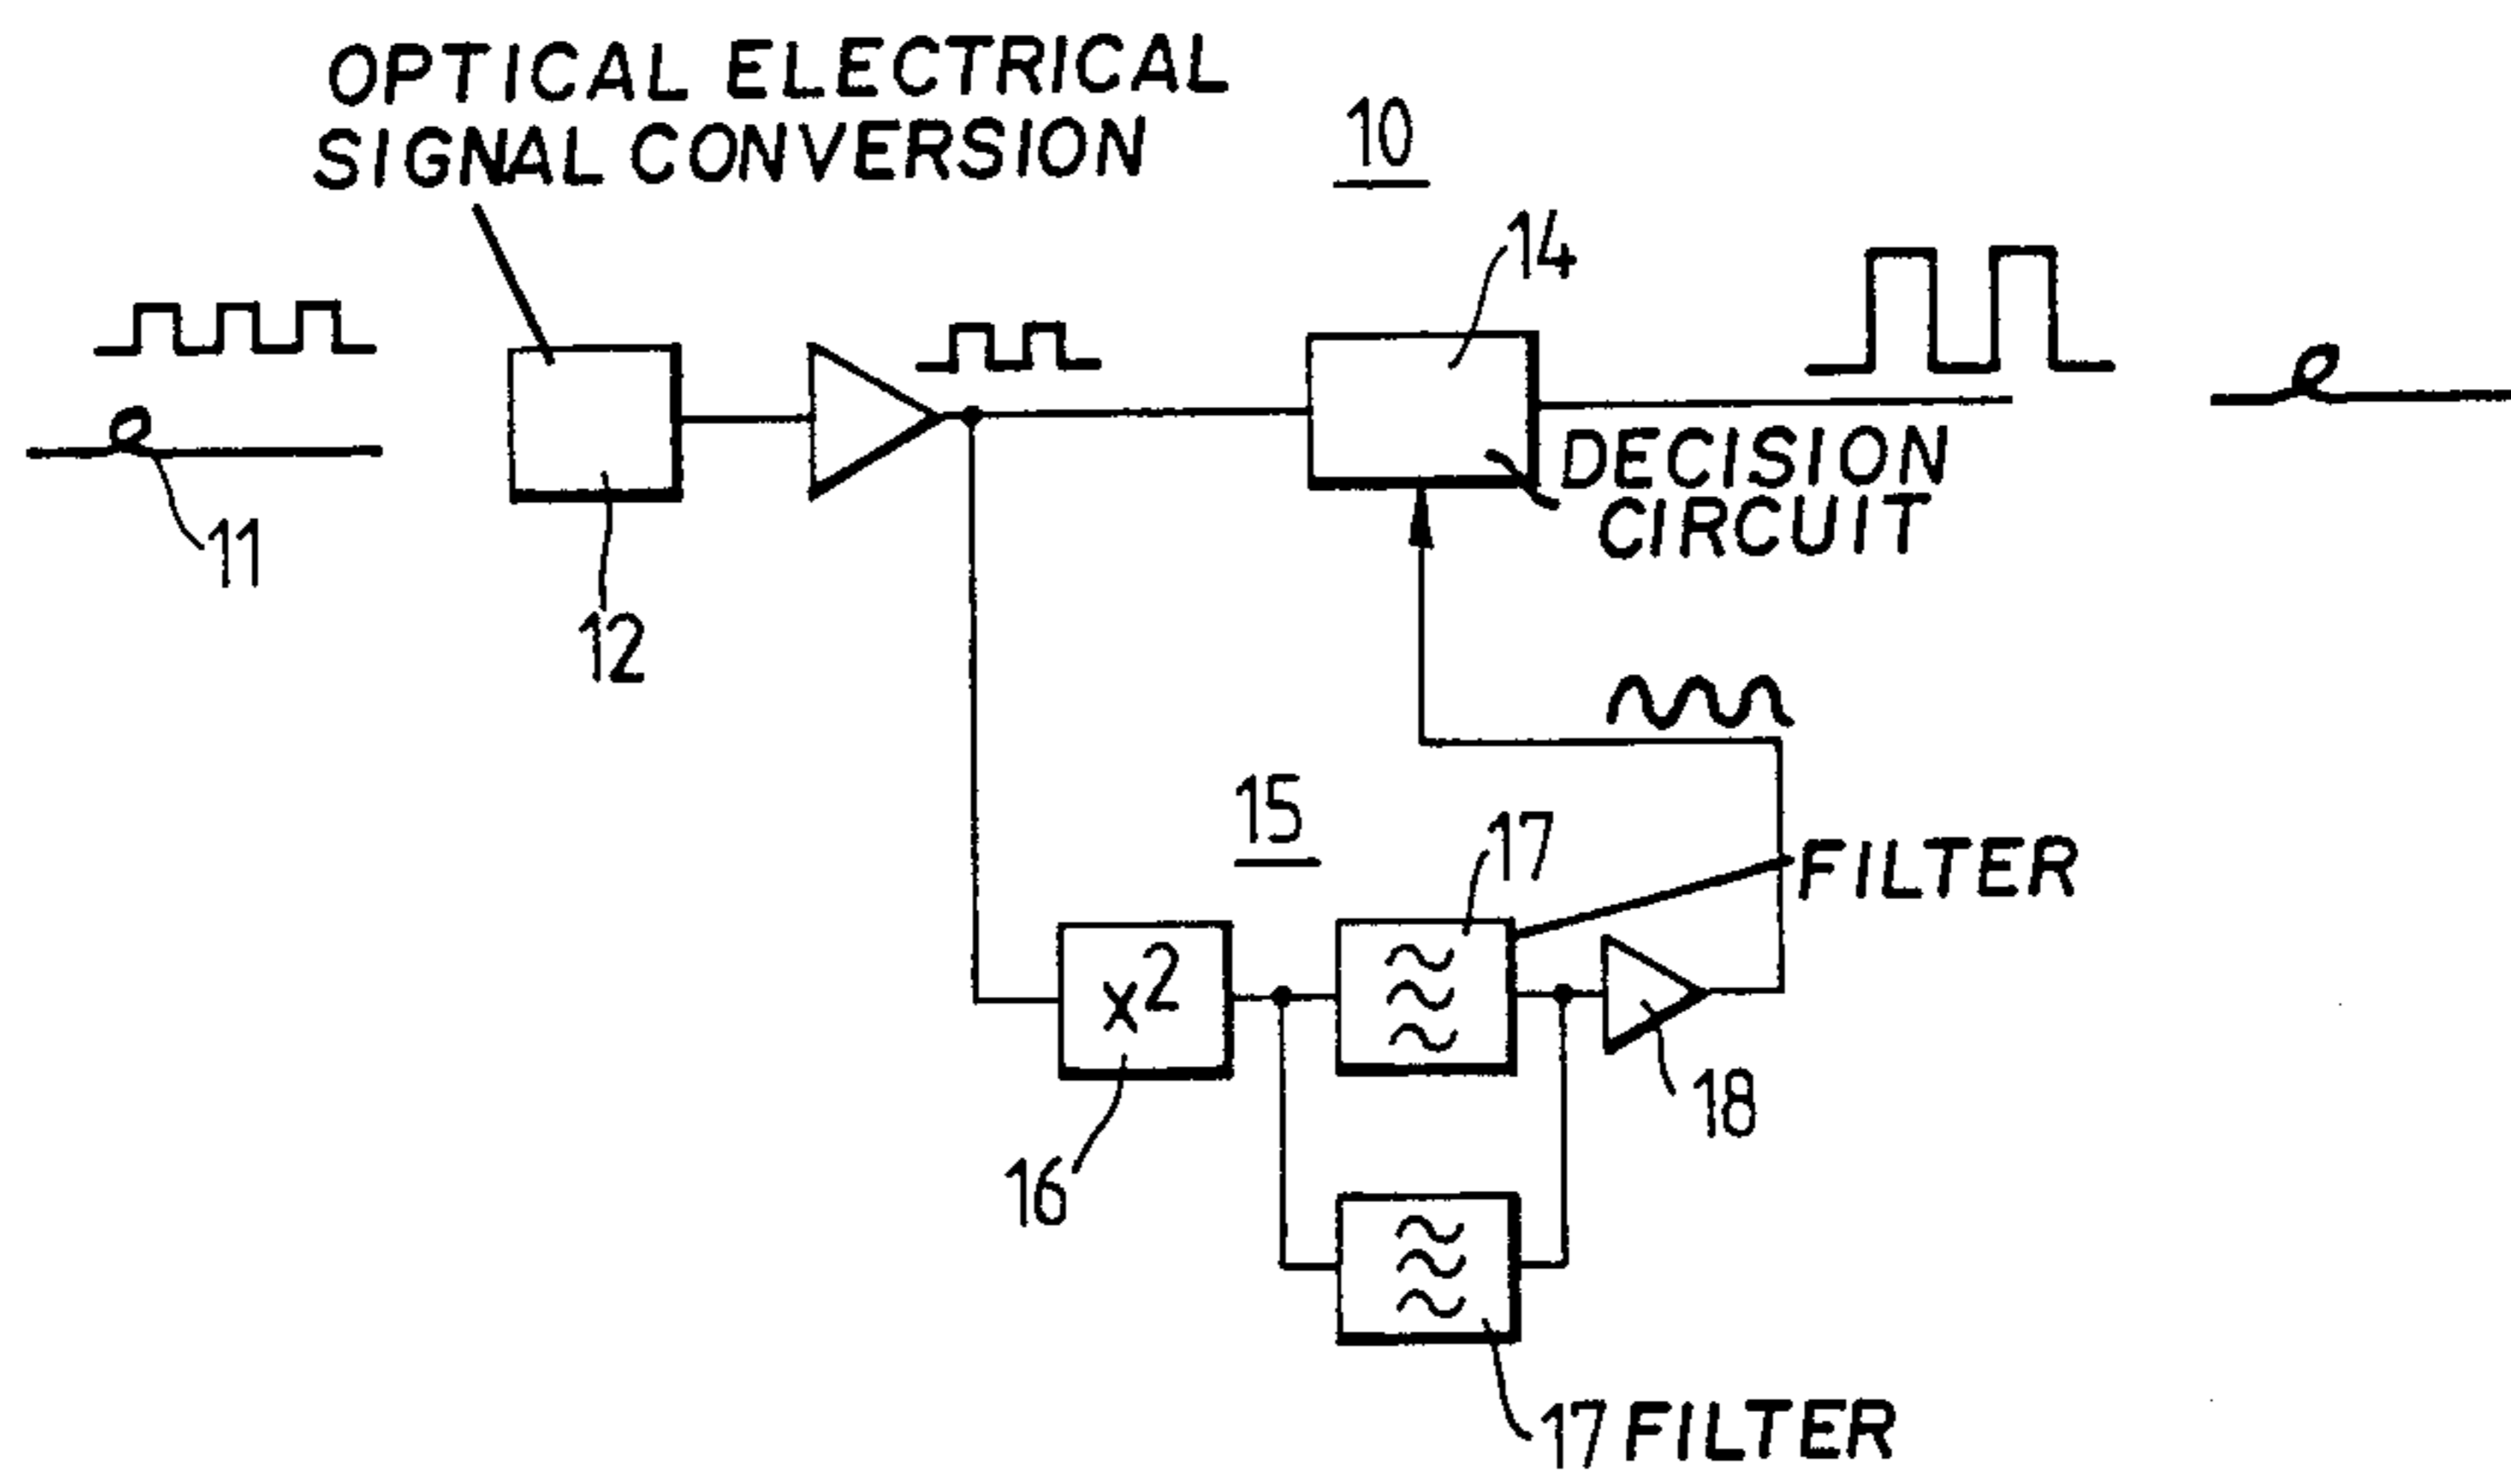 OPTICAL ELECTRICAL
SIGNAL CONVERSION
10
14
11
12
DECISION
CIRCUIT
15
17
FILTER
x²
16
18
17 FILTER